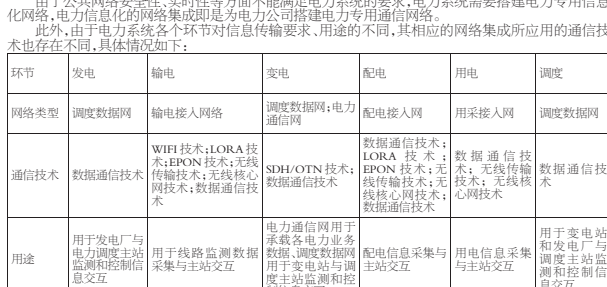 由于公共网络安全性、实时性等方面不能满足电力系统的要求,电力系统需要搭建电力专用信息
化网络,电力信息化的网络集成即是为电力公司搭建电力专用通信网络。
此外,由于电力系统各个环节对信息传输要求、用途的不同,其相应的网络集成所应用的通信技
术也存在不同,具体情况如下:
环节 发电 输电 变电 配电 用电 调度
网络类型 调度数据网 输电接入网络 调度数据网;电力通信网 配电接入网 用采接入网 调度数据网
通信技术 数据通信技术 WIFI 技术;LORA 技术;EPON 技术;无线传输技术;无线核心网技术;数据通信技术 SDH/OTN 技术;数据通信技术 数据通信技术;LORA 技术;EPON 技术;无线传输技术;无线核心网技术;数据通信技术 数据通信技术;无线传输技术;无线核心网技术 数据通信技术
用途 用于发电厂与电力调度主站监测和控制信息交互 用于线路监测数据采集与主站交互 电力通信网用于承载各电力业务数据、调度数据网用于变电站与调度主站监测和控 配电信息采集与主站交互 用电信息采集与主站交互 用于变电站和发电厂与调度主站监测和控制信息交互